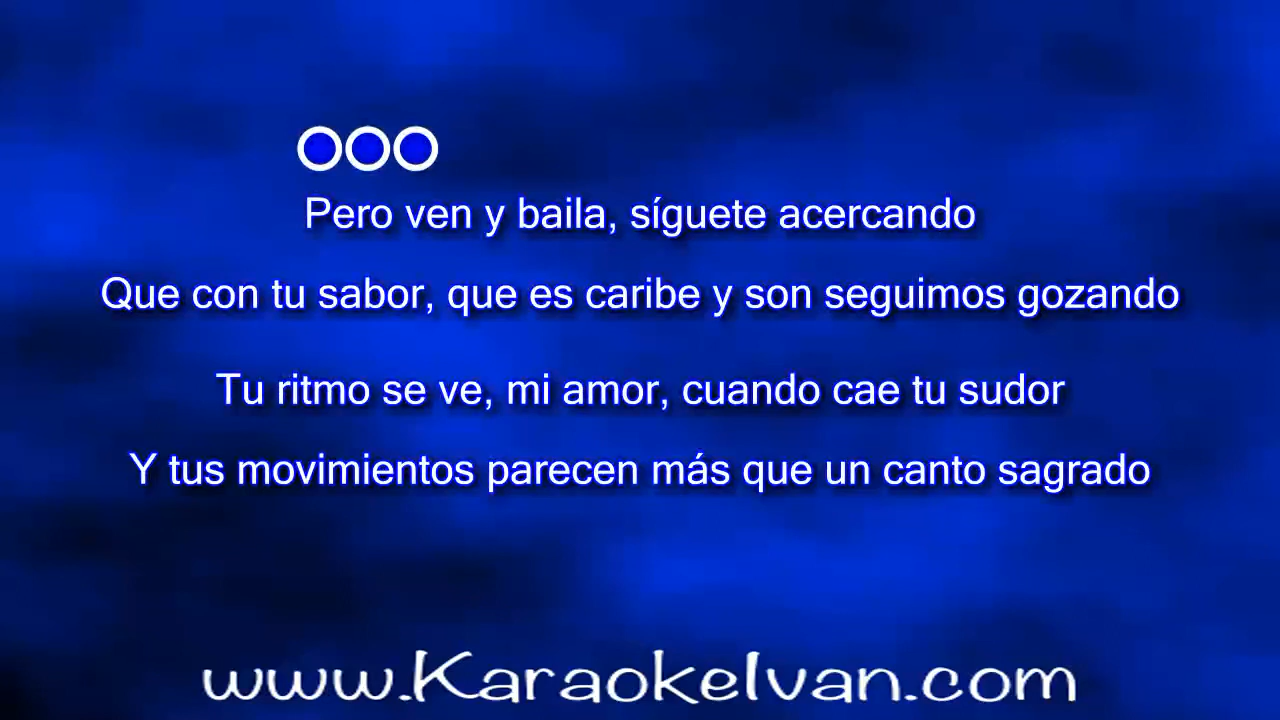 Pero ven y baila, síguete acercando
Que con tu sabor, que es caribe y son seguimos gozando
Tu ritmo se ve, mi amor, cuando cae tu sudor
Y tus movimientos parecen más que un canto sagrado
www.KaraokeIvan.com